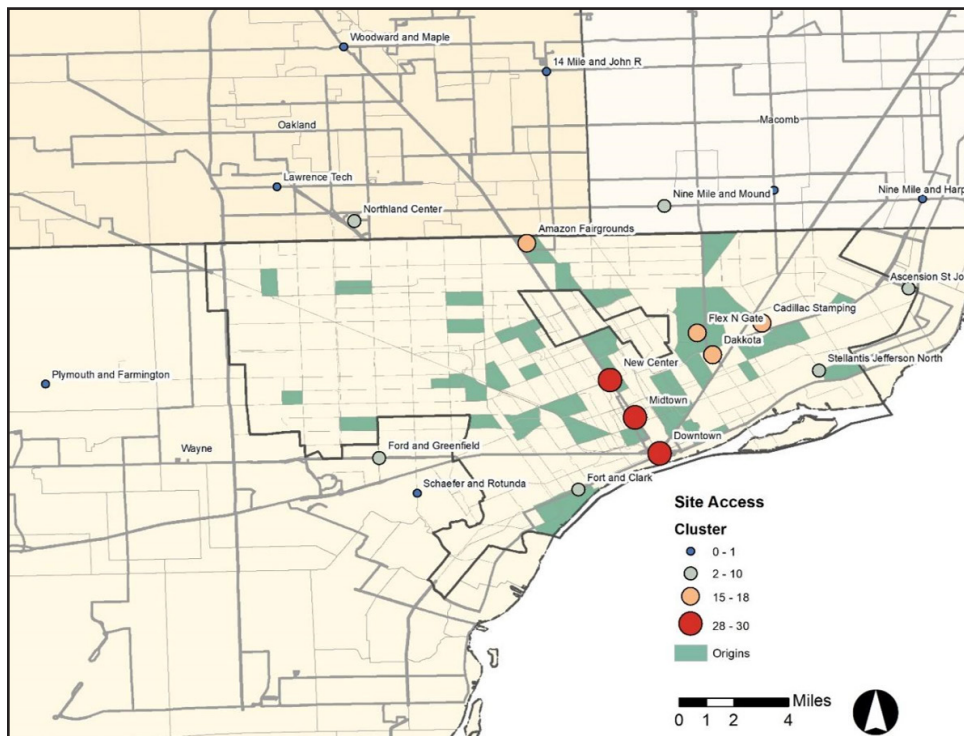 Woodward and Maple
14 Mile and John R
Oakland
Macomb
Lawrence Tech
Northland Center
Nine Mile and Mound
Nine Mile and Harp
Amazon Fairgrounds
Ascension St Jo
Cadillac Stamping
Flex N Gate
Dakkota
Stellantis Jefferson North
New Center
Plymouth and Farmington
Midtown
Downtown
Wayne
Ford and Greenfield
Fort and Clark
Schaefer and Rotunda
Site Access
Cluster
0 - 1
2 - 10
15 - 18
28 - 30
Origins
Miles
0 1 2 4